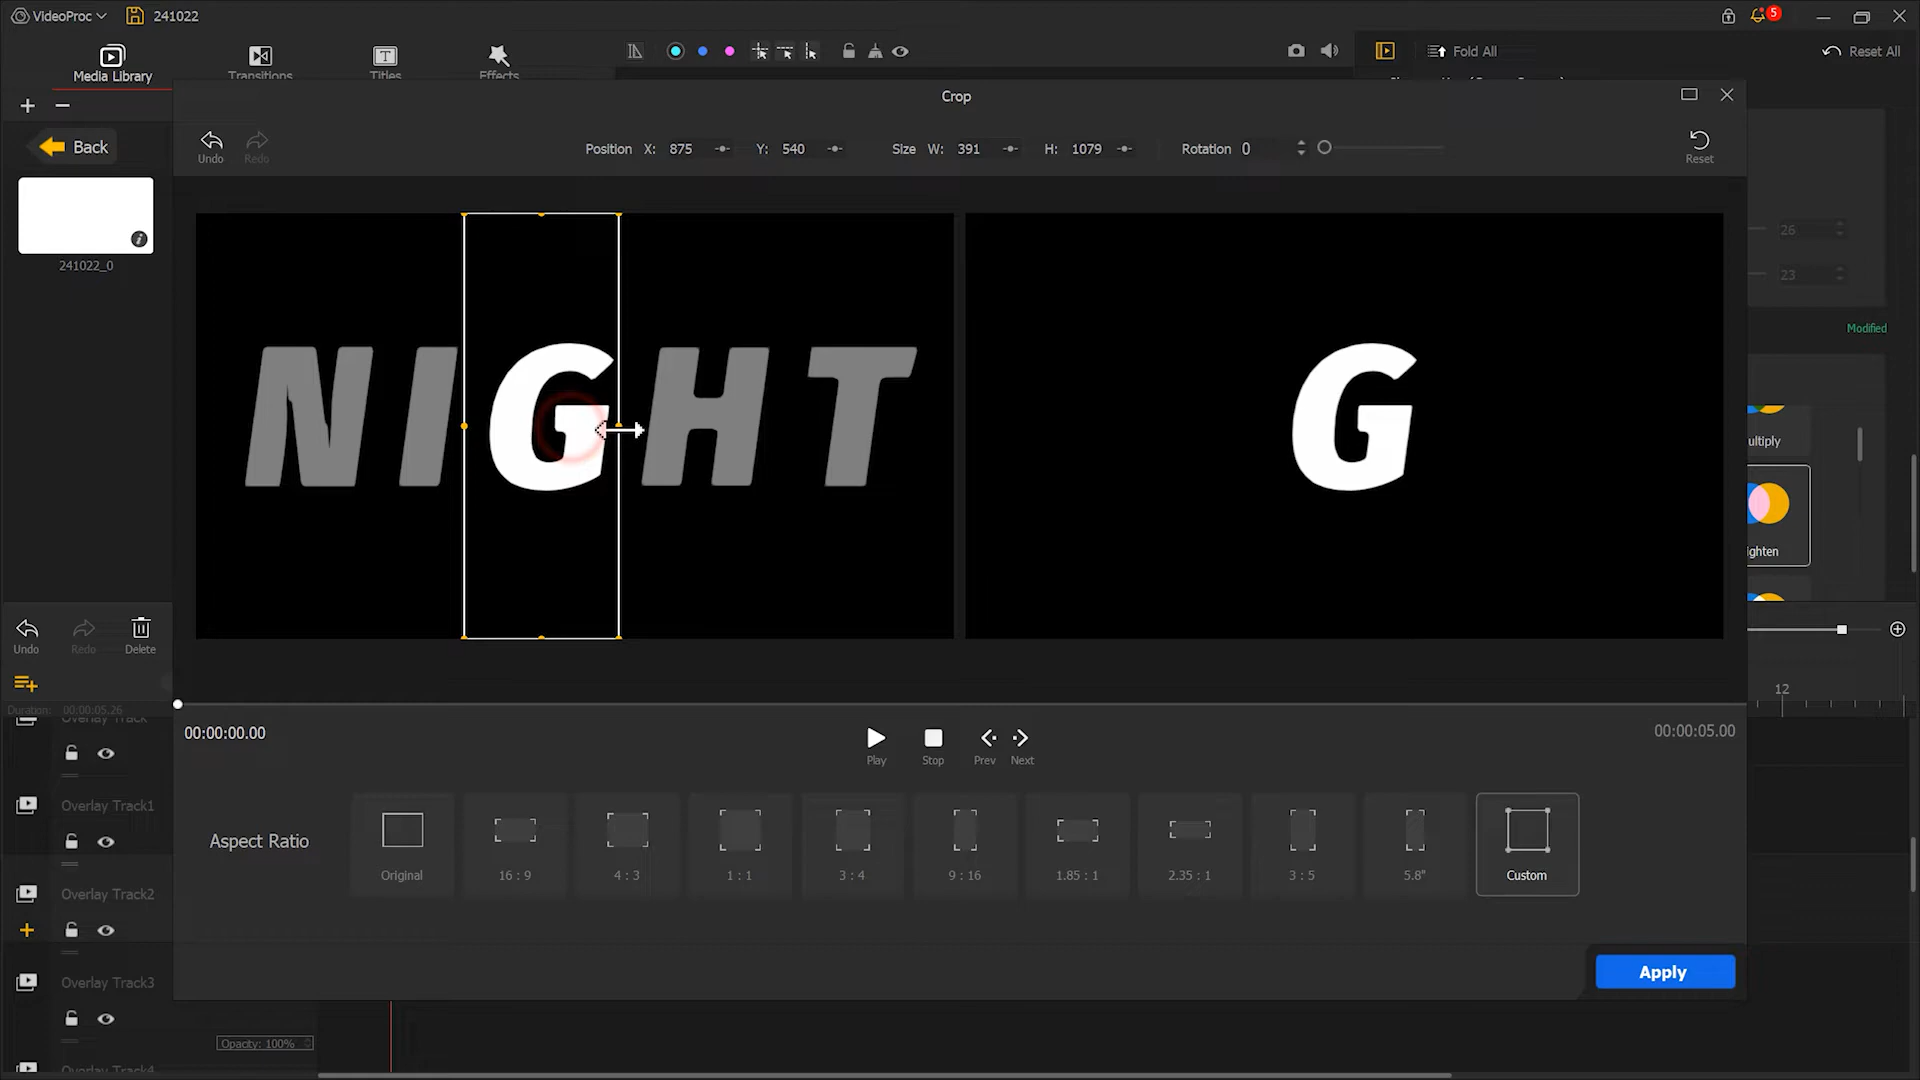 VideoProc
241022
5
Media Library
Transitions
Titles
Effects
Fold All
Reset All
Crop
Back
Undo
Redo
Position X: 875 Y: 540 Size W: 391 H: 1079 Rotation 0
Reset
241022_0
26
23
Modified
NIGHT
G
ultiply
ighten
Undo
Redo
Delete
12
Duration: 00:00:05.26
Overlay Track
00:00:00.00
00:00:05.00
Play
Stop
Prev
Next
Overlay Track1
Aspect Ratio
Original
16 : 9
4 : 3
1 : 1
3 : 4
9 : 16
1.85 : 1
2.35 : 1
3 : 5
5.8"
Custom
Overlay Track2
Apply
Overlay Track3
Opacity: 100%
Overlay Track4